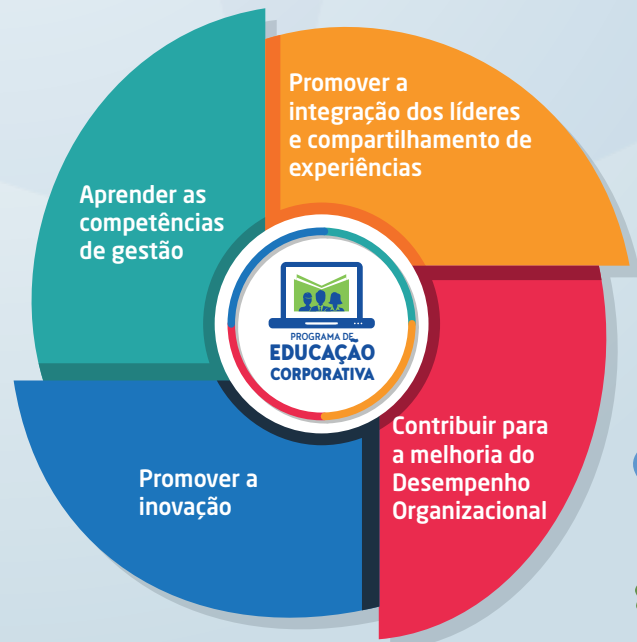 Promover a
integração dos líderes
e compartilhamento de
experiências
Aprender as
competências
de gestão
PROGRAMA DE
EDUCAÇÃO
CORPORATIVA
Contribuir para
a melhoria do
Desempenho
Organizacional
Promover a
inovação